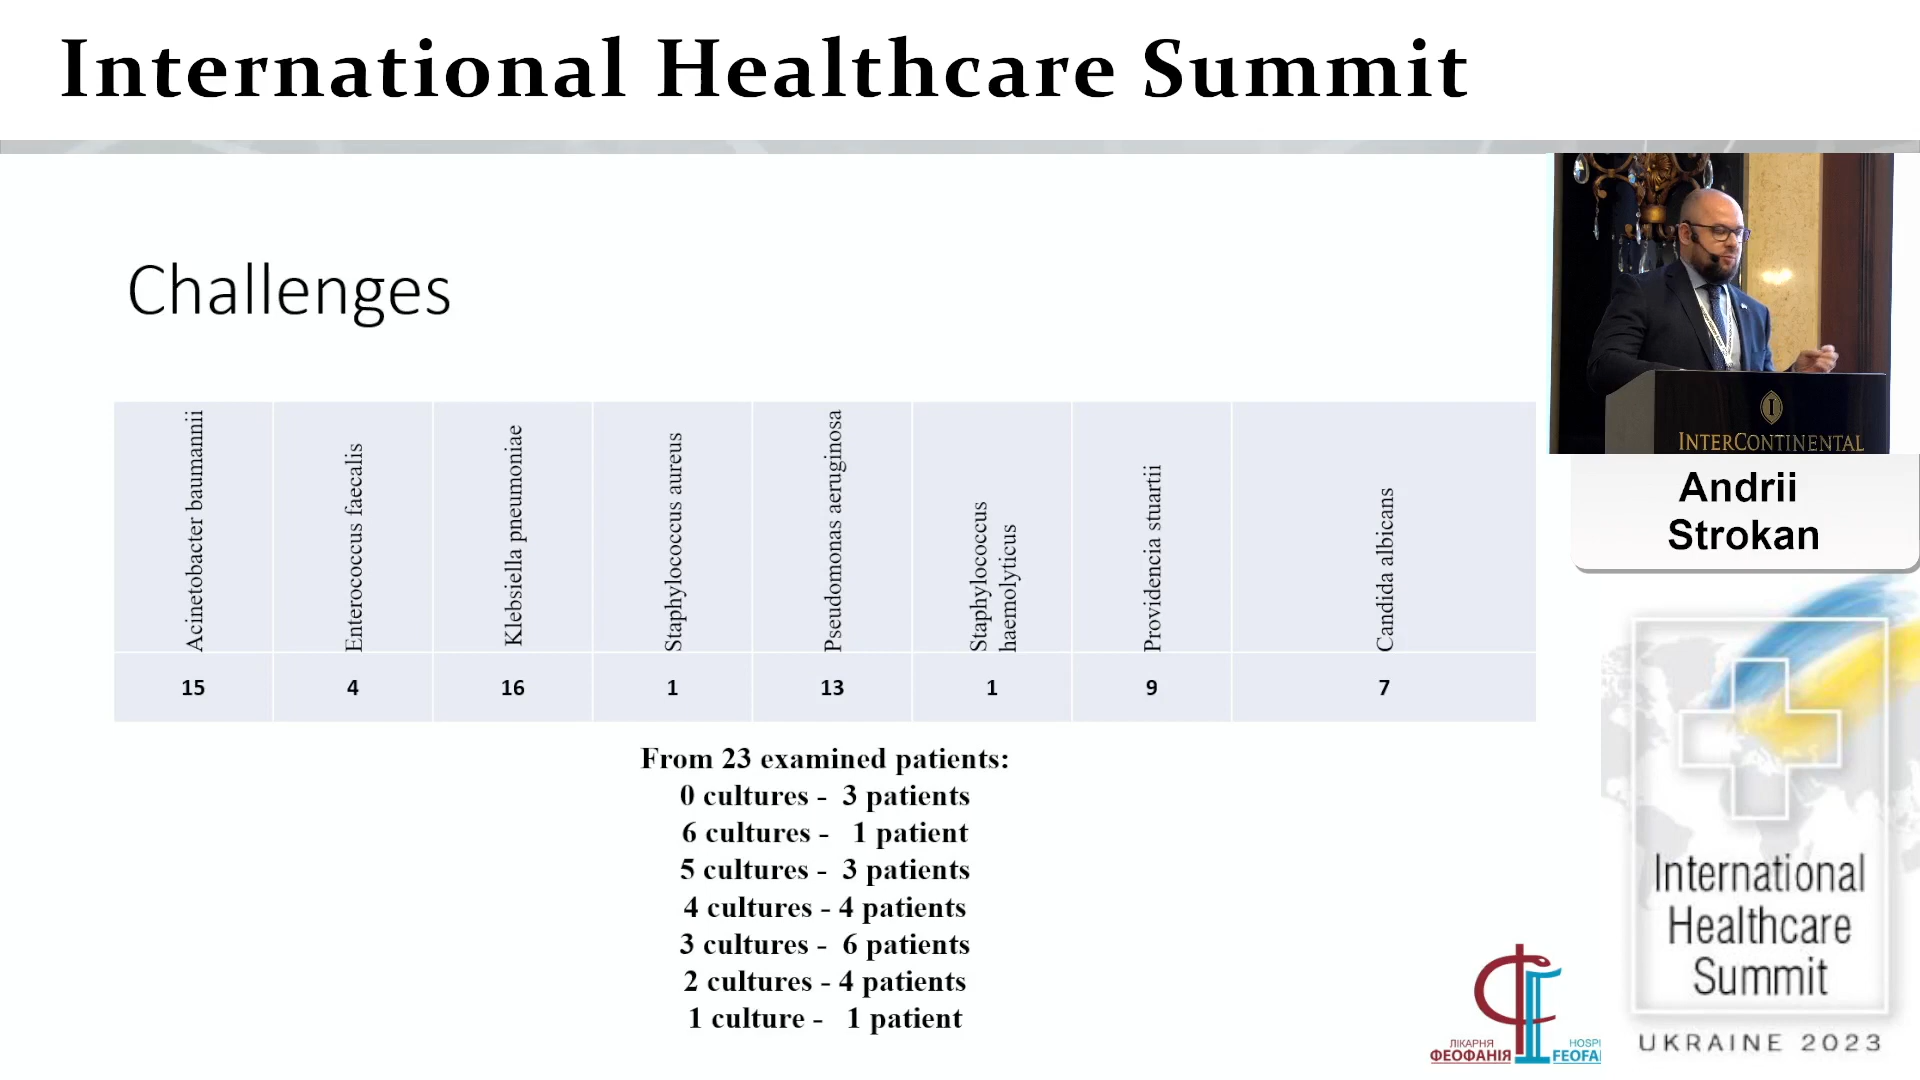 International Healthcare Summit
Challenges
Acinetobacter baumannii
Enterococcus faecalis
Klebsiella pneumoniae
Staphylococcus aureus
Pseudomonas aeruginosa
Staphylococcus
haemolyticus
Providencia stuartii
Candida albicans
15 4 16 1 13 1 9 7
From 23 examined patients:
0 cultures - 3 patients
6 cultures - 1 patient
5 cultures - 3 patients
4 cultures - 4 patients
3 cultures - 6 patients
2 cultures - 4 patients
1 culture - 1 patient
INTERCONTINENTAL
Andrii
Strokan
International
Healthcare
Summit
UKRAINE 2023
ЛІКАРНЯ
ФЕОФАНІЯ
HOSPI
FEOFA